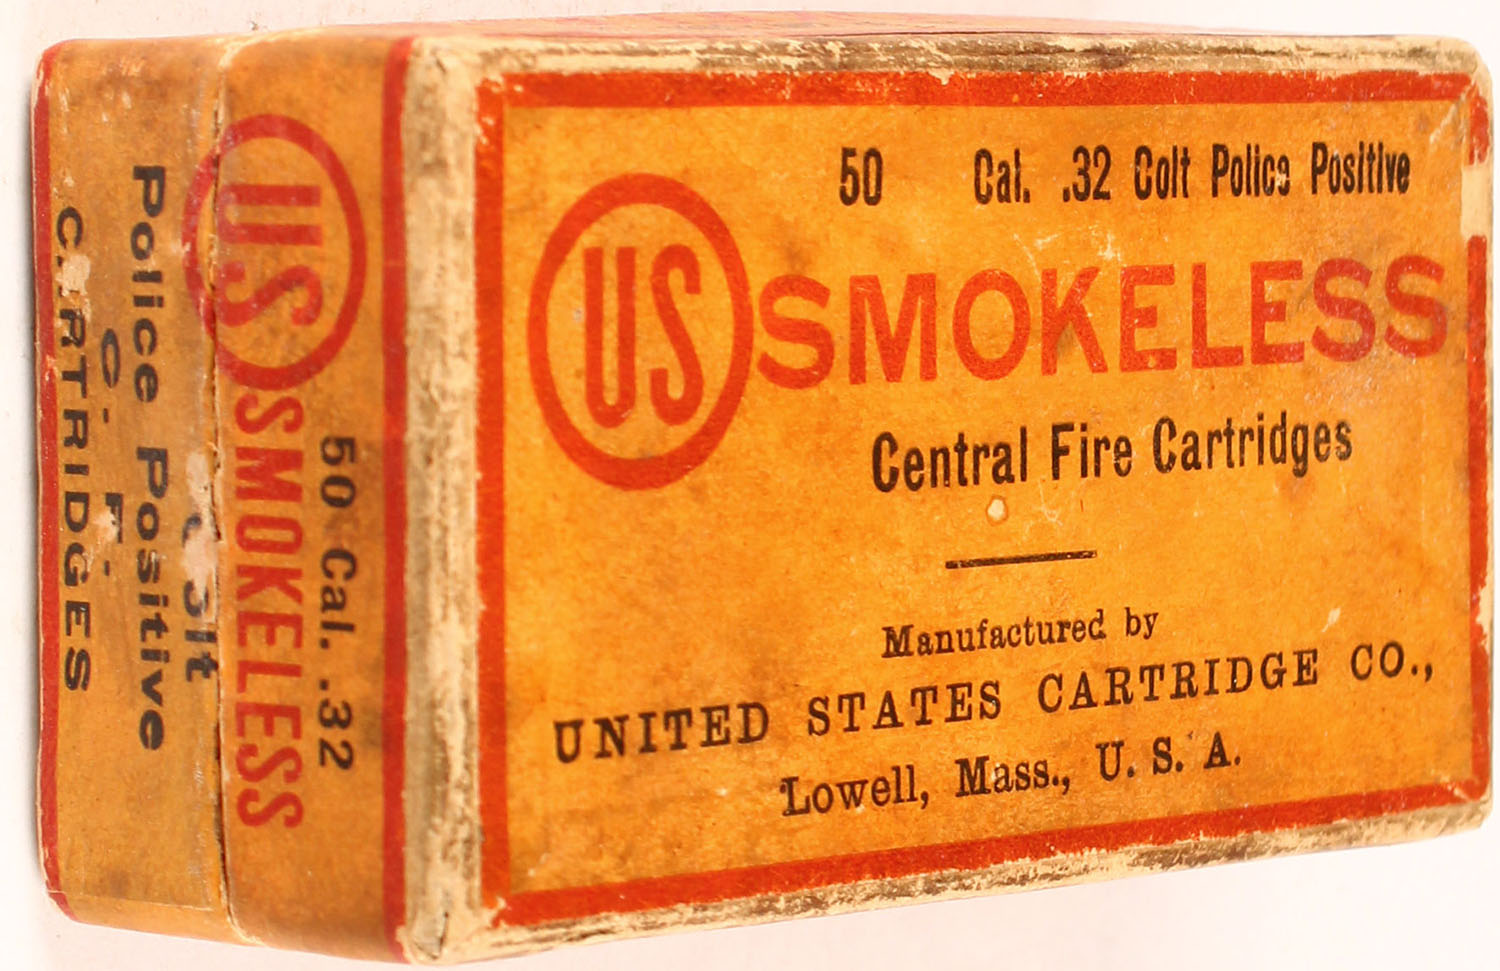 50 Cal. .32 Colt Police Positive
US SMOKELESS
Central Fire Cartridges
Manufactured by
UNITED STATES CARTRIDGE CO.,
Lowell, Mass., U. S. A.
50 Cal. .32
US SMOKELESS
Police Positive
C. F.
CARTRIDGES